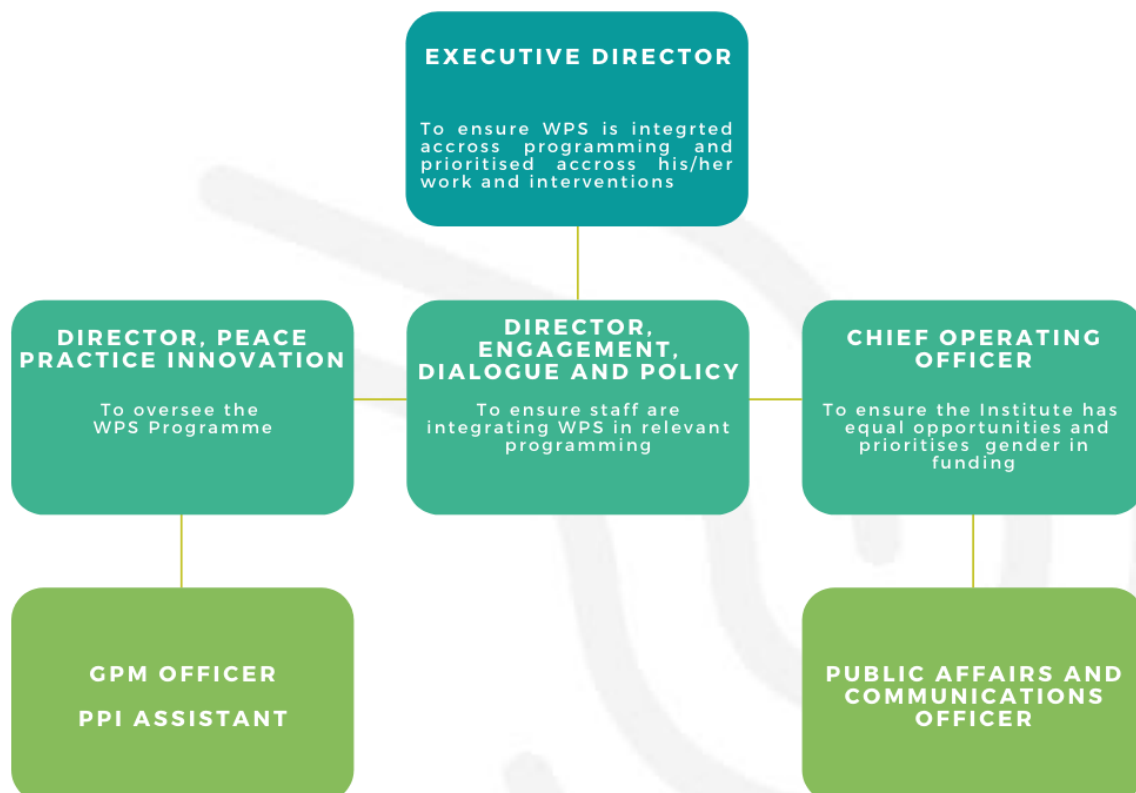 EXECUTIVE DIRECTOR
To ensure WPS is integrted
accross programming and
prioritised accross his/her
work and interventions
DIRECTOR, PEACE
PRACTICE INNOVATION
To oversee the
WPS Programme
DIRECTOR,
ENGAGEMENT,
DIALOGUE AND POLICY
To ensure staff are
integrating WPS in relevant
programming
CHIEF OPERATING
OFFICER
To ensure the Institute has
equal opportunities and
prioritises gender in
funding
GPM OFFICER
PPI ASSISTANT
PUBLIC AFFAIRS AND
COMMUNICATIONS
OFFICER